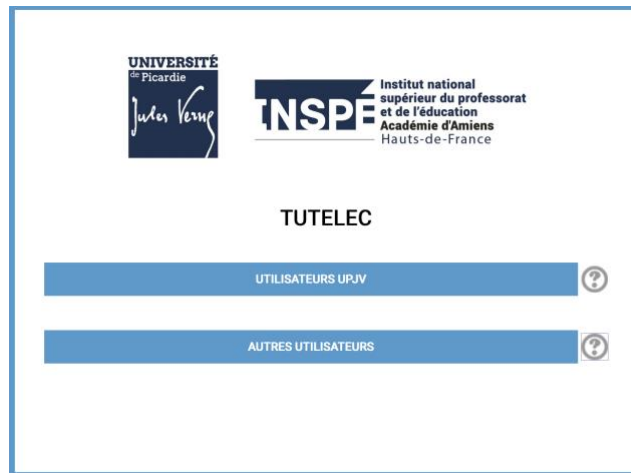 UNIVERSITÉ
de Picardie
Jules Verne
INSPÉ
Institut national
supérieur du professorat
et de l'éducation
Académie d'Amiens
Hauts-de-France
TUTELEC
UTILISATEURS UPJV
?
AUTRES UTILISATEURS
?